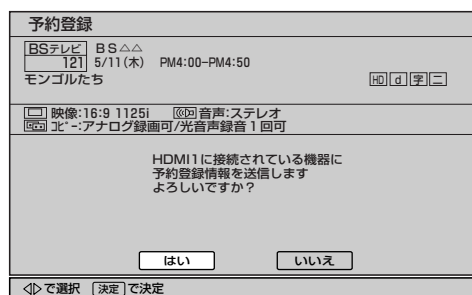 予約登録
BSテレビ BS△△
121 5/11(木) PM4:00-PM4:50
モンゴルたち
HD d 字 二
映像:16:9 1125i 音声:ステレオ
コピー:アナログ録画可/光音声録音1回可
HDMI1に接続されている機器に
予約登録情報を送信します
よろしいですか?
はい いいえ
◁▷で選択 決定で決定